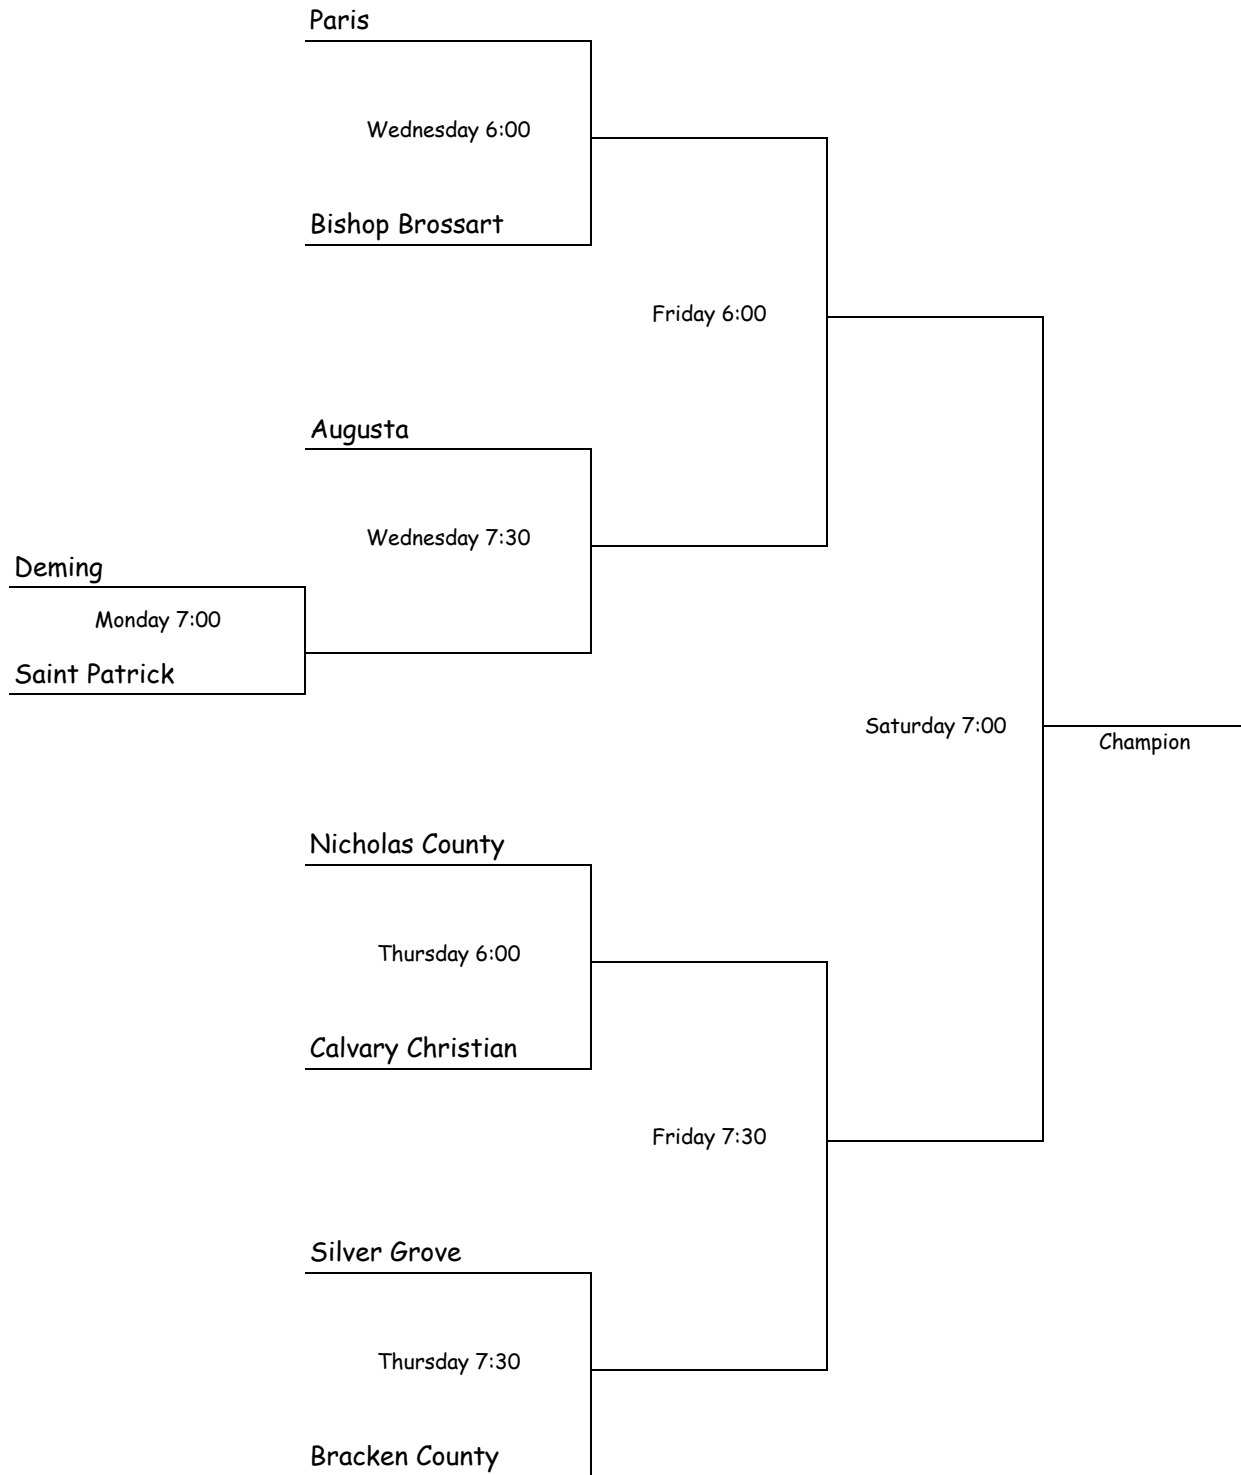 Paris
Wednesday 6:00
Bishop Brossart
Friday 6:00
Augusta
Wednesday 7:30
Deming
Monday 7:00
Saint Patrick
Saturday 7:00
Champion
Nicholas County
Thursday 6:00
Calvary Christian
Friday 7:30
Silver Grove
Thursday 7:30
Bracken County